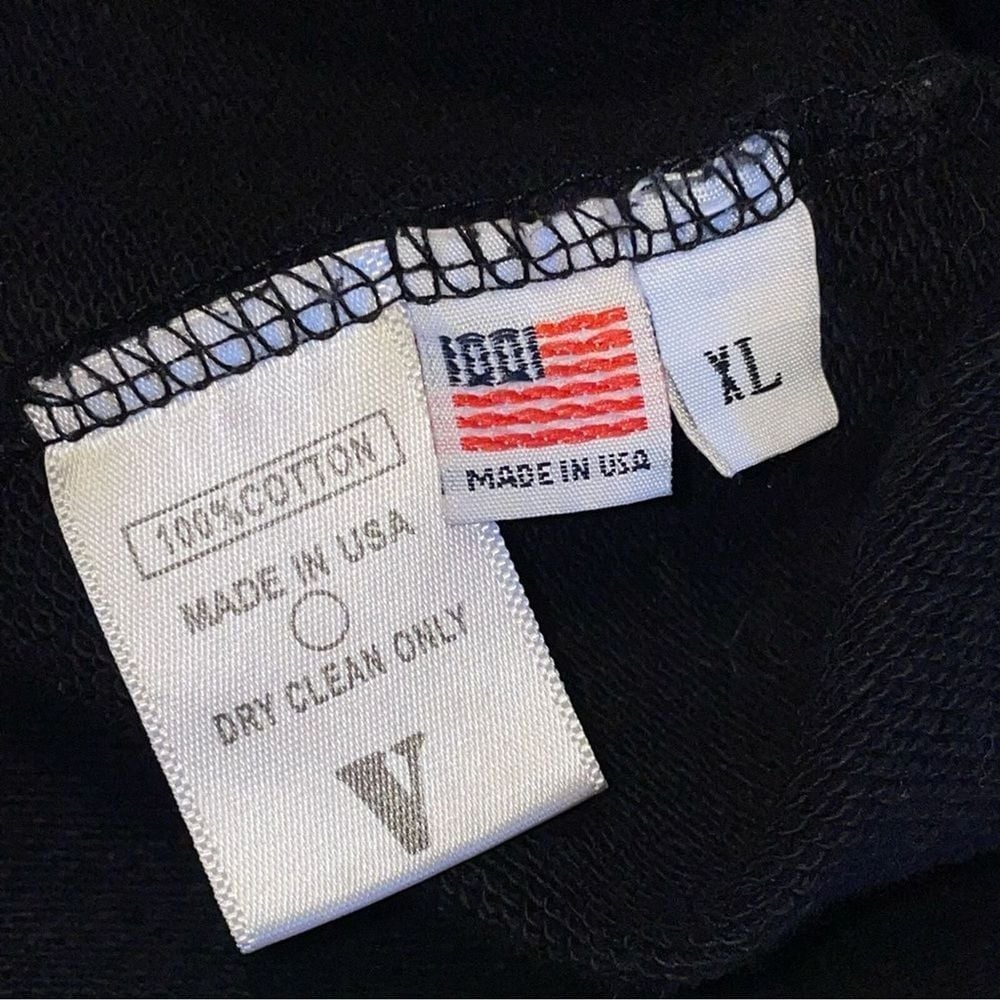 100%COTTON
MADE IN USA
DRY CLEAN ONLY
V
MADE IN USA
XL